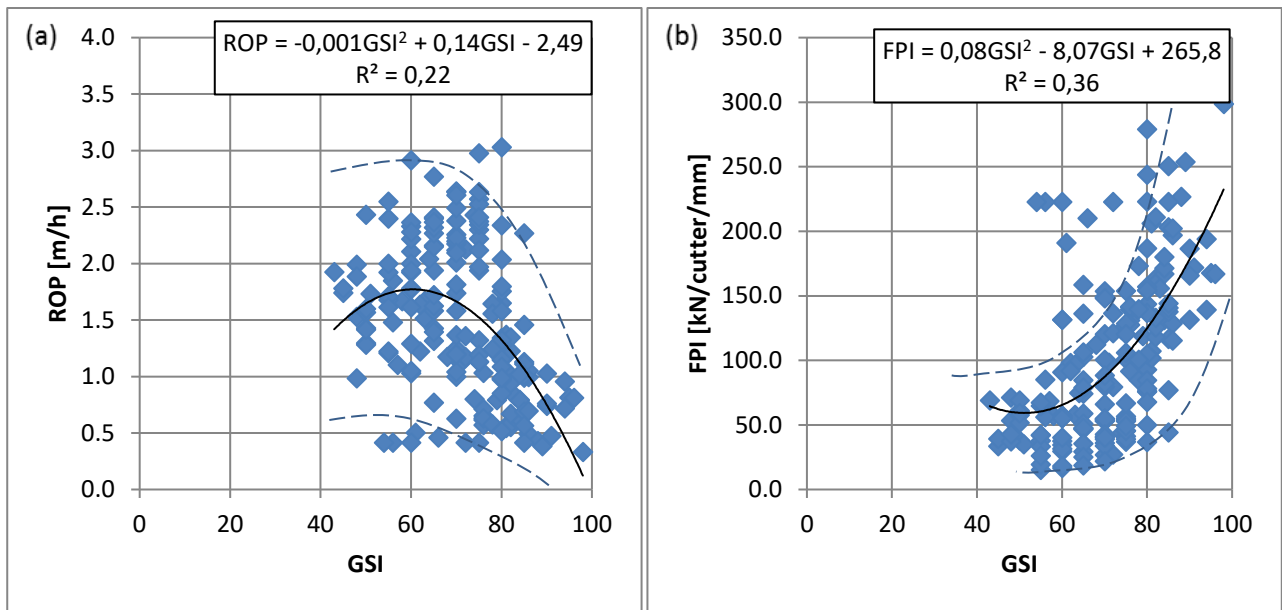 (a)
ROP = -0,001GSI² + 0,14GSI - 2,49
R² = 0,22
4.0
3.5
3.0
2.5
2.0
1.5
1.0
0.5
0.0
ROP [m/h]
0 20 40 60 80 100
GSI
(b)
FPI = 0,08GSI² - 8,07GSI + 265,8
R² = 0,36
350.0
300.0
250.0
200.0
150.0
100.0
50.0
0.0
FPI [kN/cutter/mm]
0 20 40 60 80 100
GSI